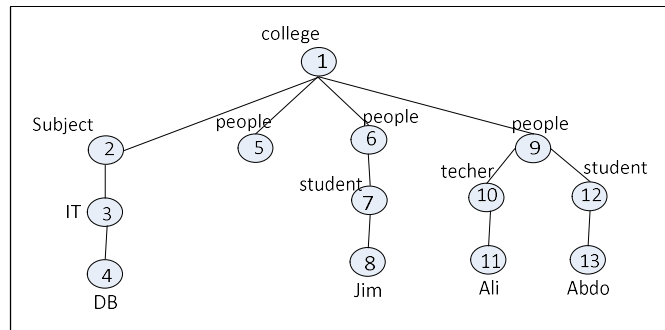 college
1
Subject people people people
2 5 6 9
student techer student
IT 3 7 10 12
4 8 11 13
DB Jim Ali Abdo